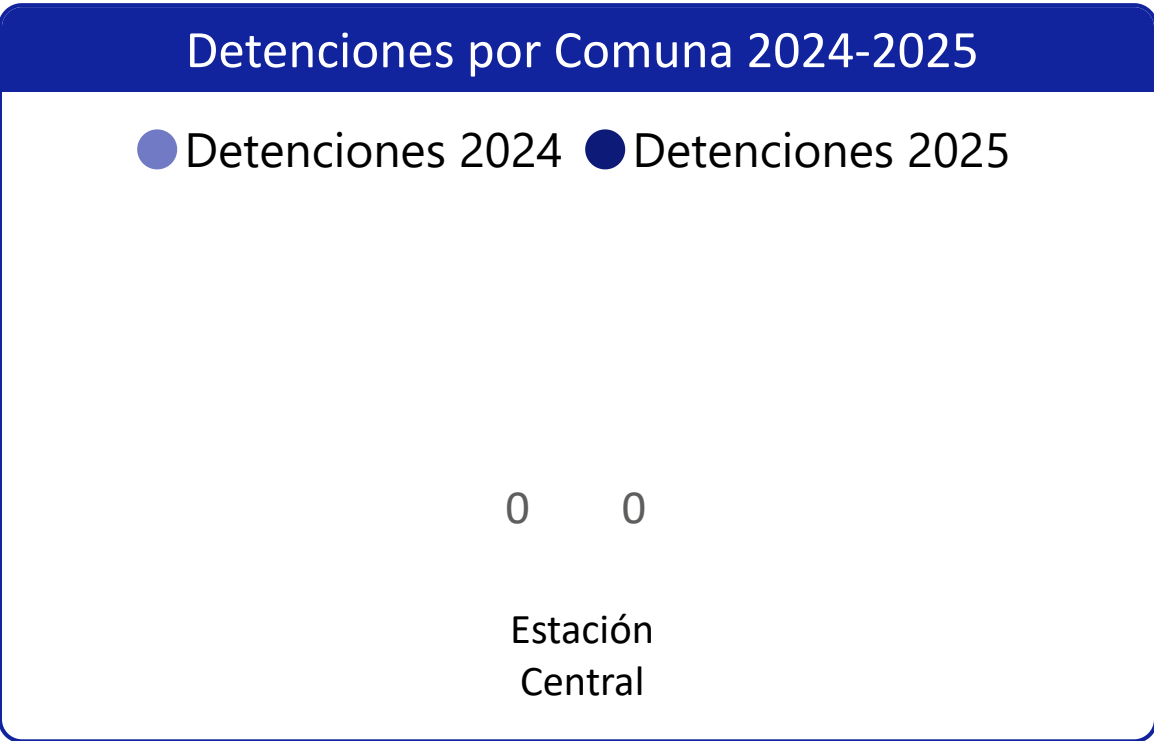 Detenciones por Comuna 2024-2025
Detenciones 2024 Detenciones 2025
0 0
Estación
Central